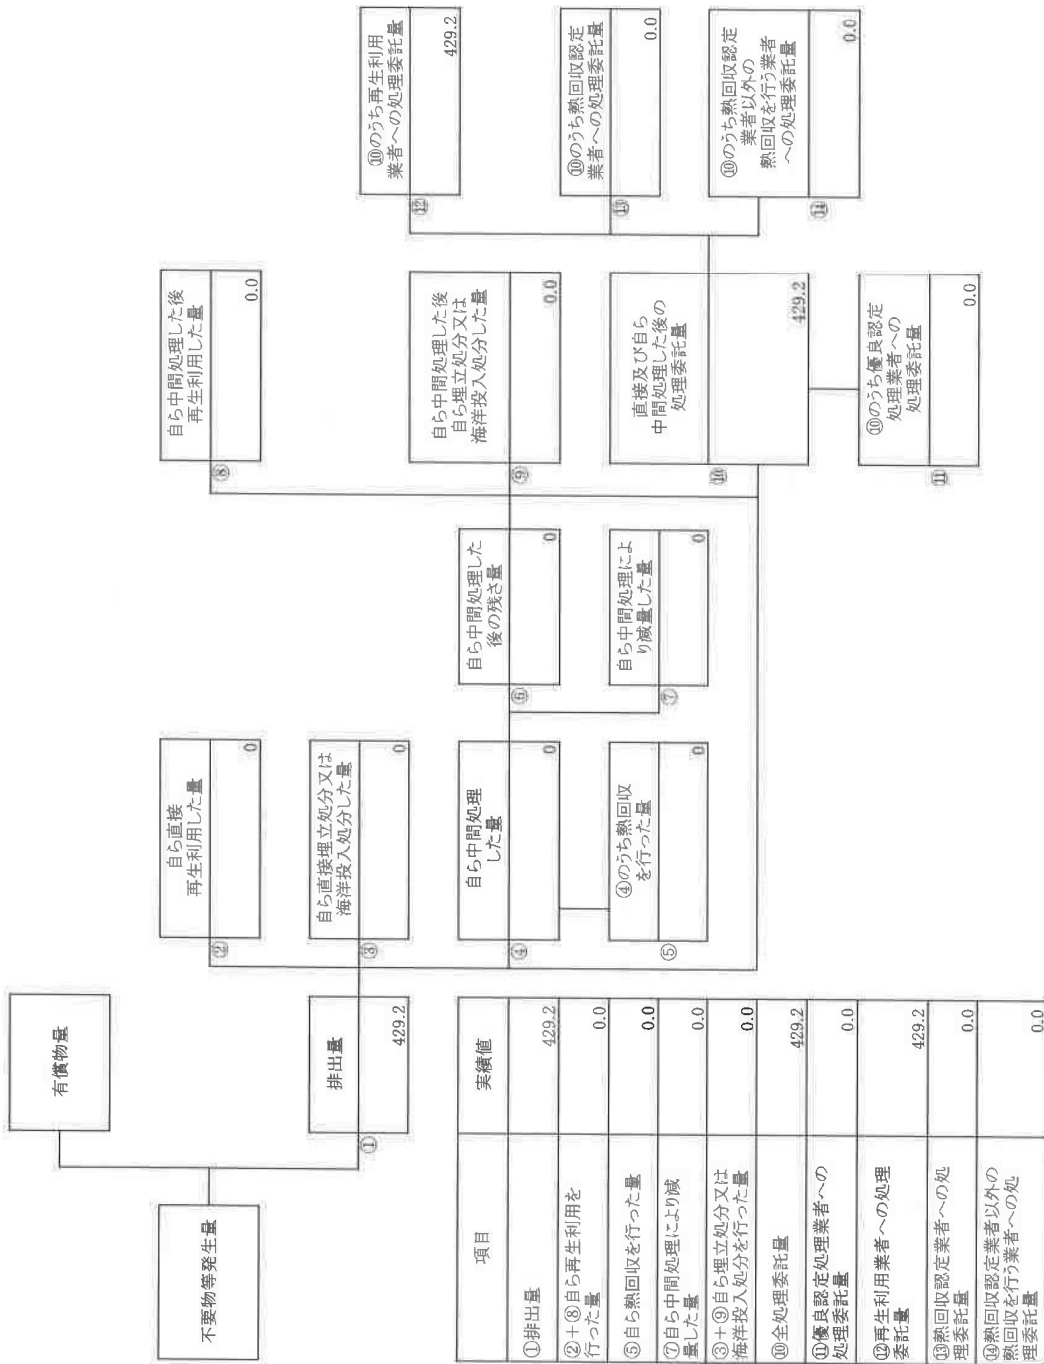 不要物等発生量
有償物量
①
排出量
429.2
②
自ら直接
再生利用した量
0
③
自ら直接埋立処分又は
海洋投入処分した量
0
④
自ら中間処理
した量
0
⑤
④のうち熱回収
を行った量
0
⑥
自ら中間処理した
後の残さ量
0
⑦
自ら中間処理によ
り減量した量
0
⑧
自ら中間処理した後
再生利用した量
0.0
⑨
自ら中間処理した後
自ら埋立処分又は
海洋投入処分した量
0.0
⑩
直接及び自ら
中間処理した後の
処理委託量
429.2
⑪
⑩のうち優良認定
処理業者への
処理委託量
0.0
⑫
⑩のうち再生利用
業者への処理委託量
429.2
⑬
⑩のうち熱回収認定
業者への処理委託量
0.0
⑭
⑩のうち熱回収認定
業者以外の
熱回収を行う業者
への処理委託量
0.0
項目
実績値
①排出量
429.2
②+⑧自ら再生利用を
行った量
0.0
⑤自ら熱回収を行った量
0.0
⑦自ら中間処理により減
量した量
0.0
③+⑨自ら埋立処分又は
海洋投入処分を行った量
0.0
⑩全処理委託量
429.2
⑪優良認定処理業者への
処理委託量
0.0
⑫再生利用業者への処理
委託量
429.2
⑬熱回収認定業者への処
理委託量
0.0
⑭熱回収認定業者以外の
熱回収を行う業者への処
理委託量
0.0